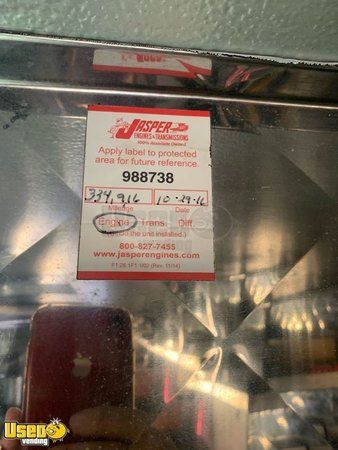 JASPER
ENGINES & TRANSMISSIONS
100% Associate Owned
Apply label to protected
area for future reference.
988738
334,916 10-29-16
Mileage Date
Engine Trans. Diff.
800-827-7455
www.jasperengines.com
USED
vending